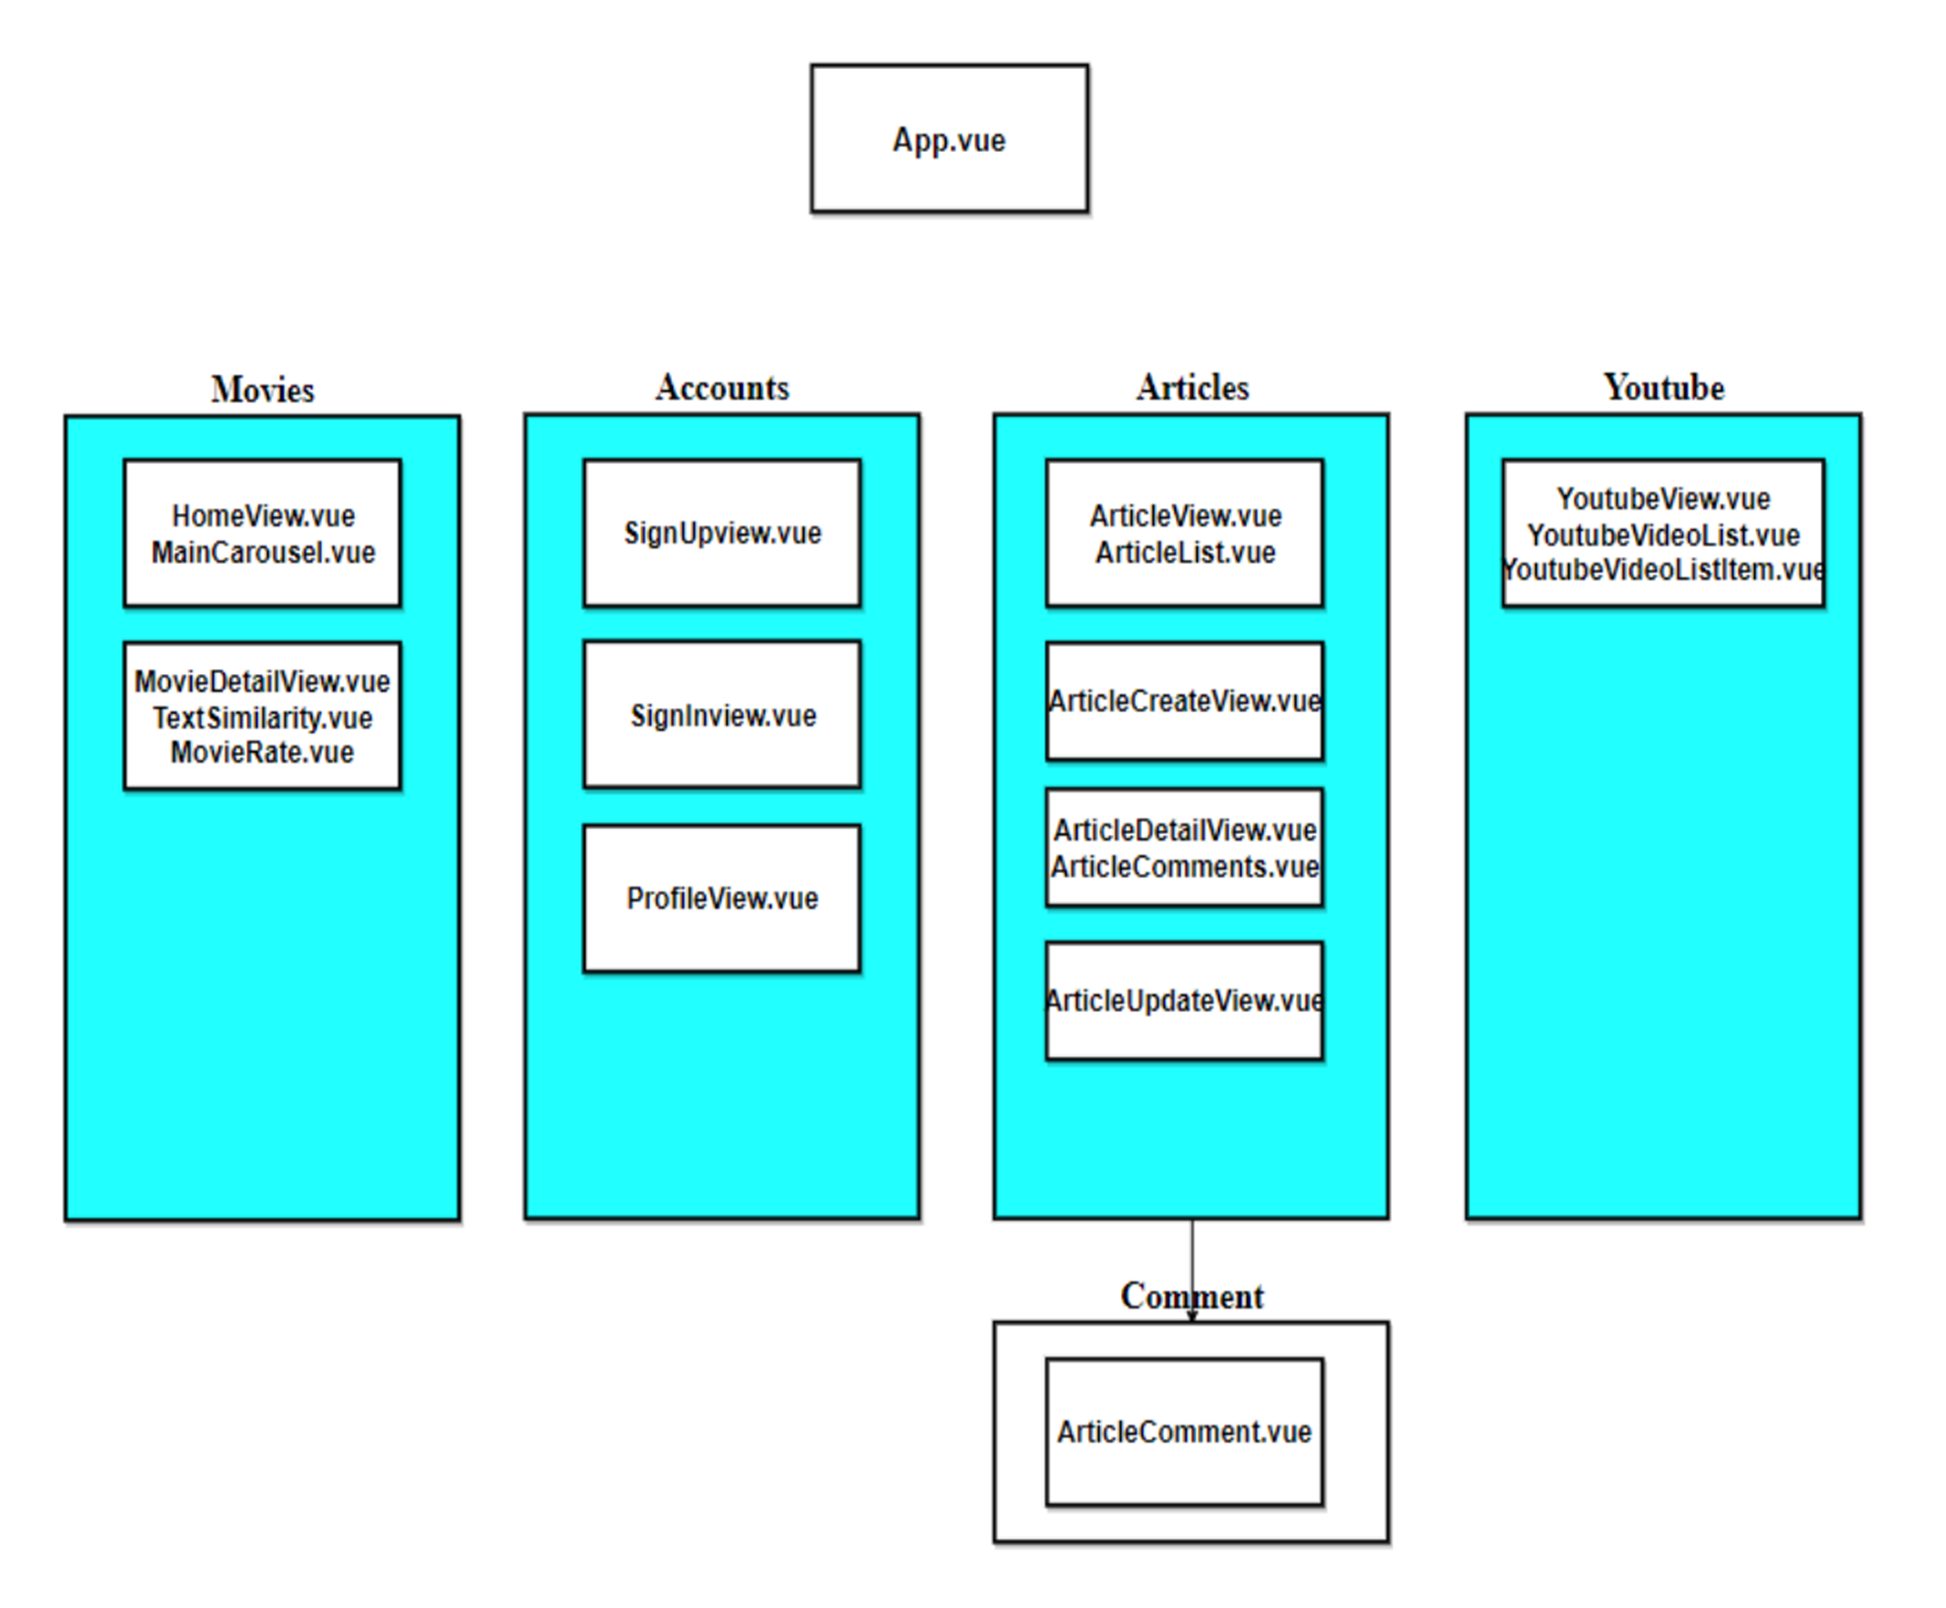 App.vue
Movies
HomeView.vue
MainCarousel.vue
MovieDetailView.vue
TextSimilarity.vue
MovieRate.vue
Accounts
SignUpview.vue
SignInview.vue
ProfileView.vue
Articles
ArticleView.vue
ArticleList.vue
ArticleCreateView.vue
ArticleDetailView.vue
ArticleComments.vue
ArticleUpdateView.vue
Youtube
YoutubeView.vue
YoutubeVideoList.vue
YoutubeVideoListItem.vue
Comment
ArticleComment.vue